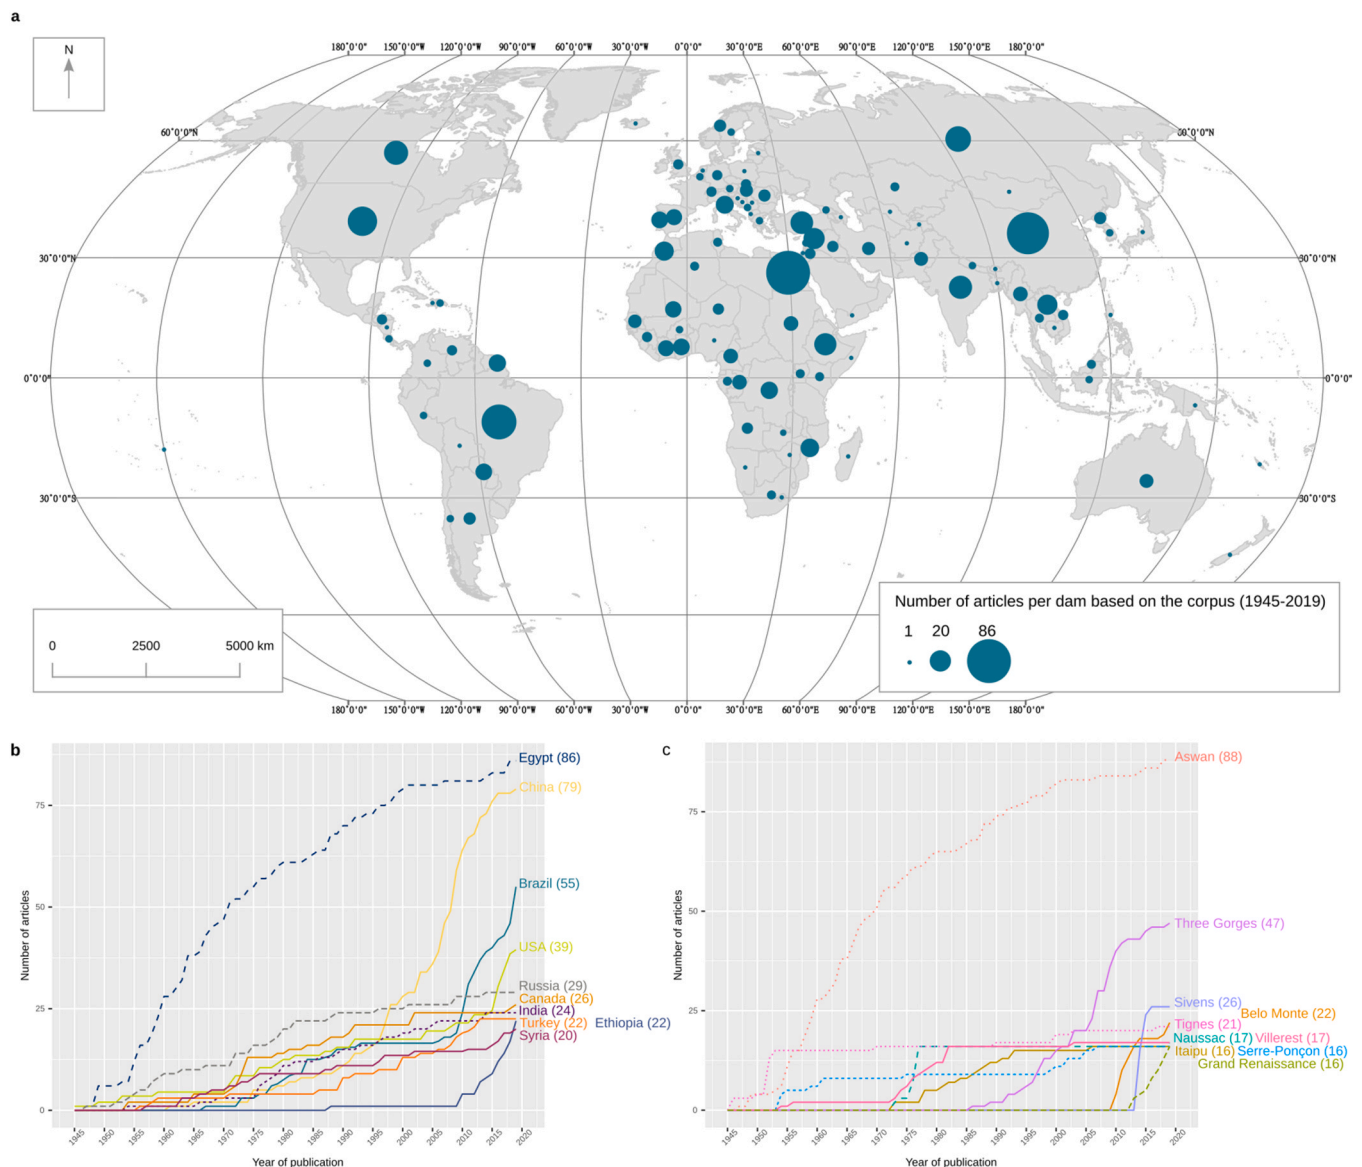 a
N
180°0'0" 150°0'0"W 120°0'0"W 90°0'0"W 60°0'0"W 30°0'0"W 0°0'0" 30°0'0"E 60°0'0"E 90°0'0"E 120°0'0"E 150°0'0"E 180°0'0"
60°0'0"N
30°0'0"N 30°0'0"N
0°0'0" 0°0'0"
30°0'0"S 30°0'0"S
Number of articles per dam based on the corpus (1945-2019)
1 20 86
0 2500 5000 km
180°0'0" 150°0'0"W 120°0'0"W 90°0'0"W 60°0'0"W 30°0'0"W 0°0'0" 30°0'0"E 60°0'0"E 90°0'0"E 120°0'0"E 150°0'0"E 180°0'0"
b
Number of articles
75
50
25
0
Egypt (86)
China (79)
Brazil (55)
USA (39)
Russia (29)
Canada (26)
India (24)
Turkey (22) Ethiopia (22)
Syria (20)
1945 1950 1955 1960 1965 1970 1975 1980 1985 1990 1995 2000 2005 2010 2015 2020
Year of publication
c
Number of articles
75
50
25
0
Aswan (88)
Three Gorges (47)
Sivens (26)
Belo Monte (22)
Tignes (21)
Naussac (17) Villerest (17)
Itaipu (16) Serre-Ponçon (16)
Grand Renaissance (16)
1945 1950 1955 1960 1965 1970 1975 1980 1985 1990 1995 2000 2005 2010 2015 2020
Year of publication